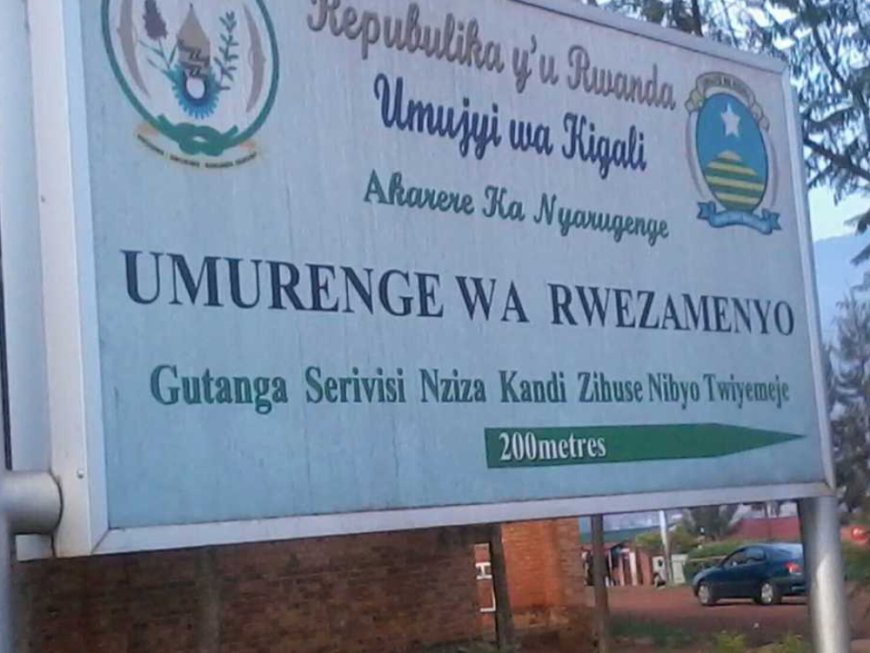 Repubulika y'u Rwanda
Umujyi wa Kigali
Akarere Ka Nyarugenge
UMURENGE WA RWEZAMENYO
Gutanga Serivisi Nziza Kandi Zihuse Nibyo Twiyemeje
200metres